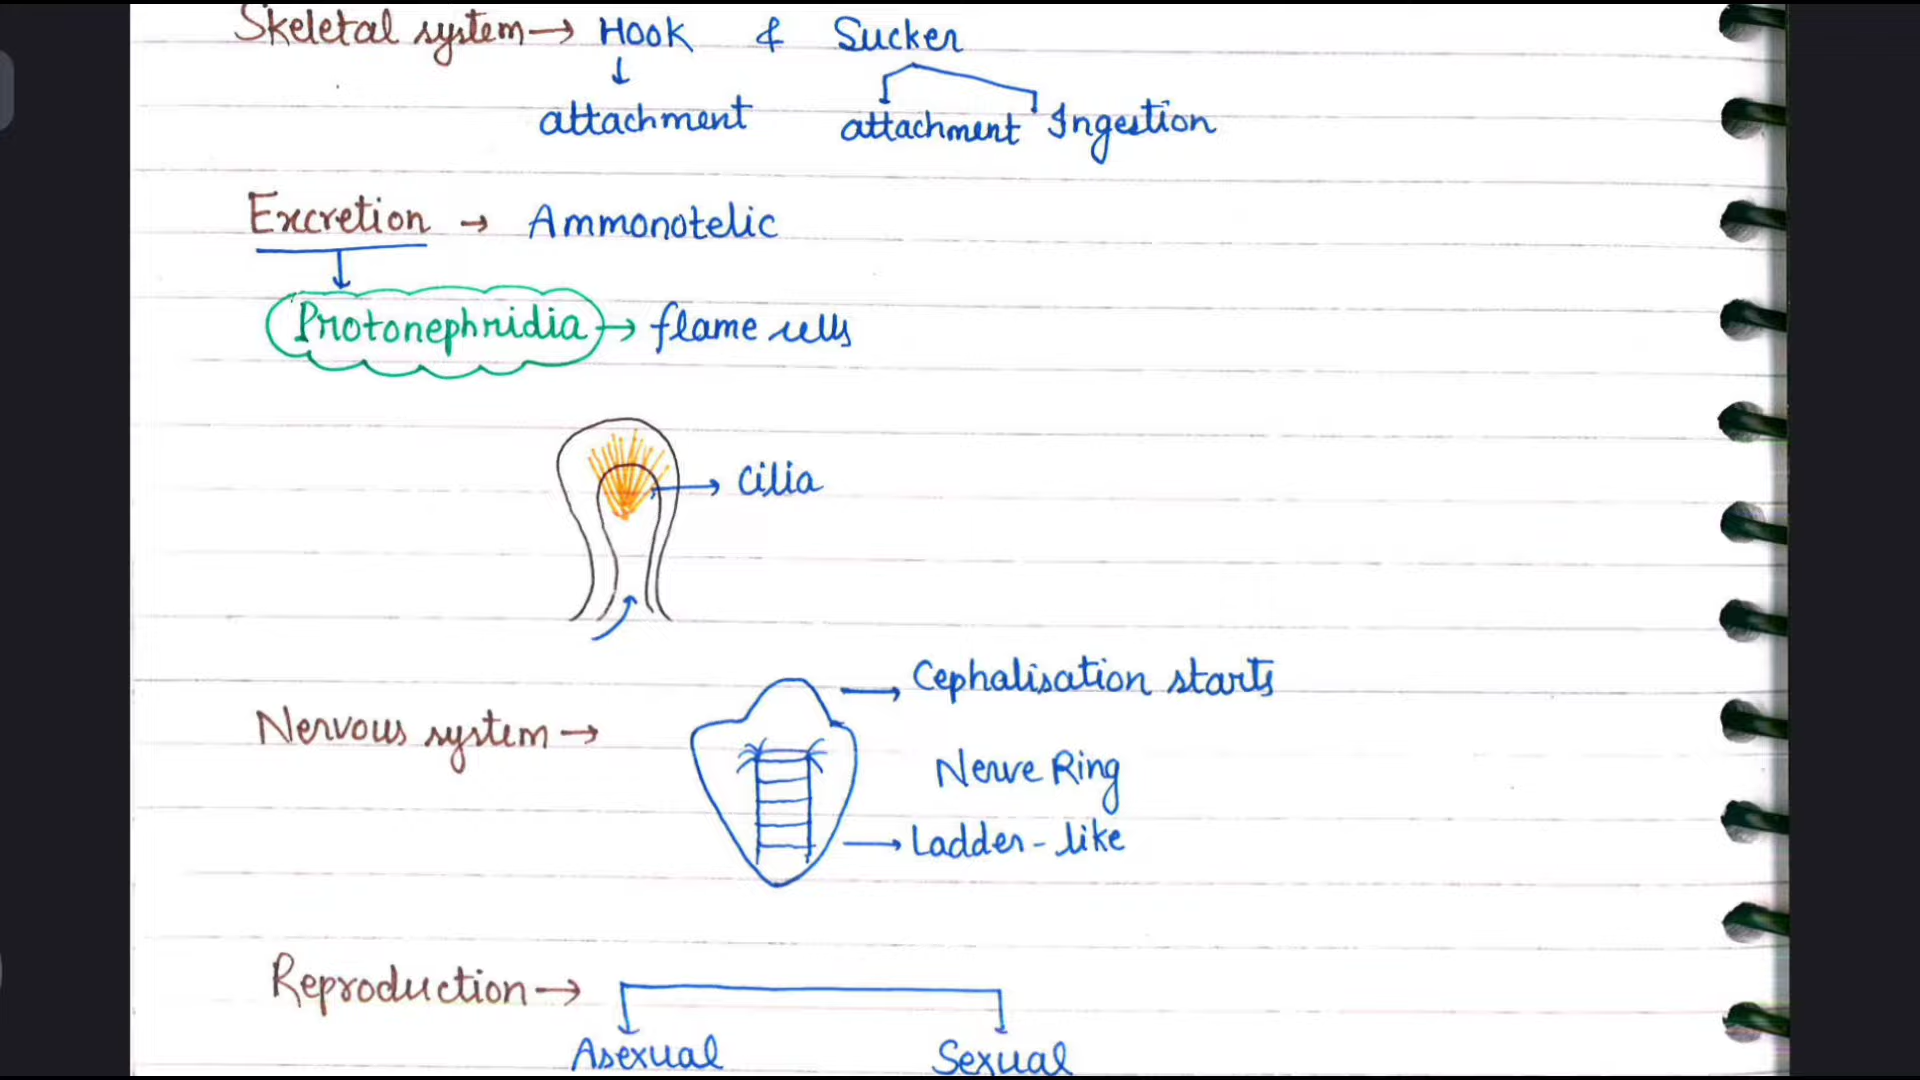 Skeletal system → Hook & Sucker
attachment attachment Ingestion
Excretion → Ammonotelic
Protonephridia → flame cells
→ cilia
→ Cephalisation starts
Nervous system →
Nerve Ring
→ Ladder-like
Reproduction →
Asexual Sexual